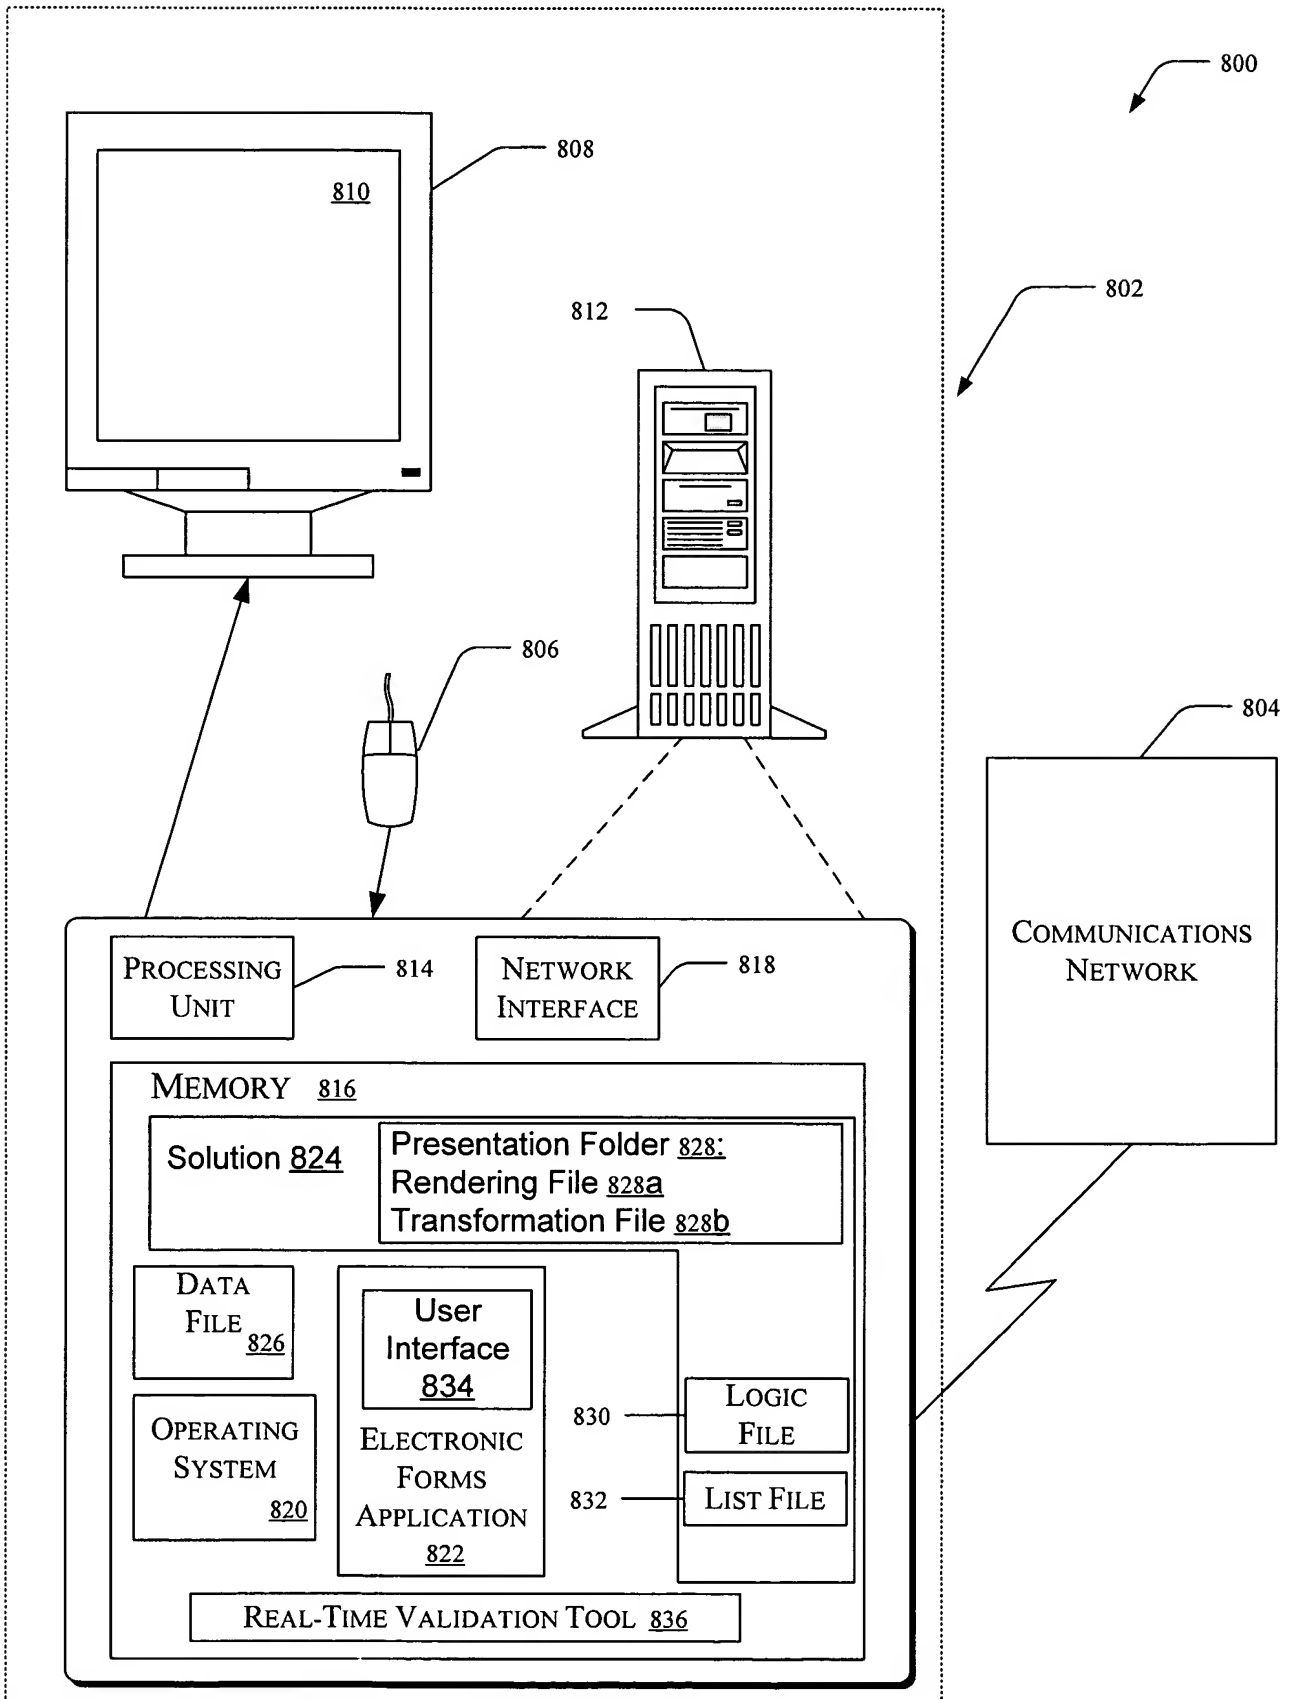 800
808
810
802
812
806
804
COMMUNICATIONS
NETWORK
PROCESSING
UNIT
814
NETWORK
INTERFACE
818
MEMORY 816
Solution 824
Presentation Folder 828:
Rendering File 828a
Transformation File 828b
DATA
FILE
826
User
Interface
834
ELECTRONIC
FORMS
APPLICATION
822
OPERATING
SYSTEM
820
830
LOGIC
FILE
832
LIST FILE
REAL-TIME VALIDATION TOOL 836